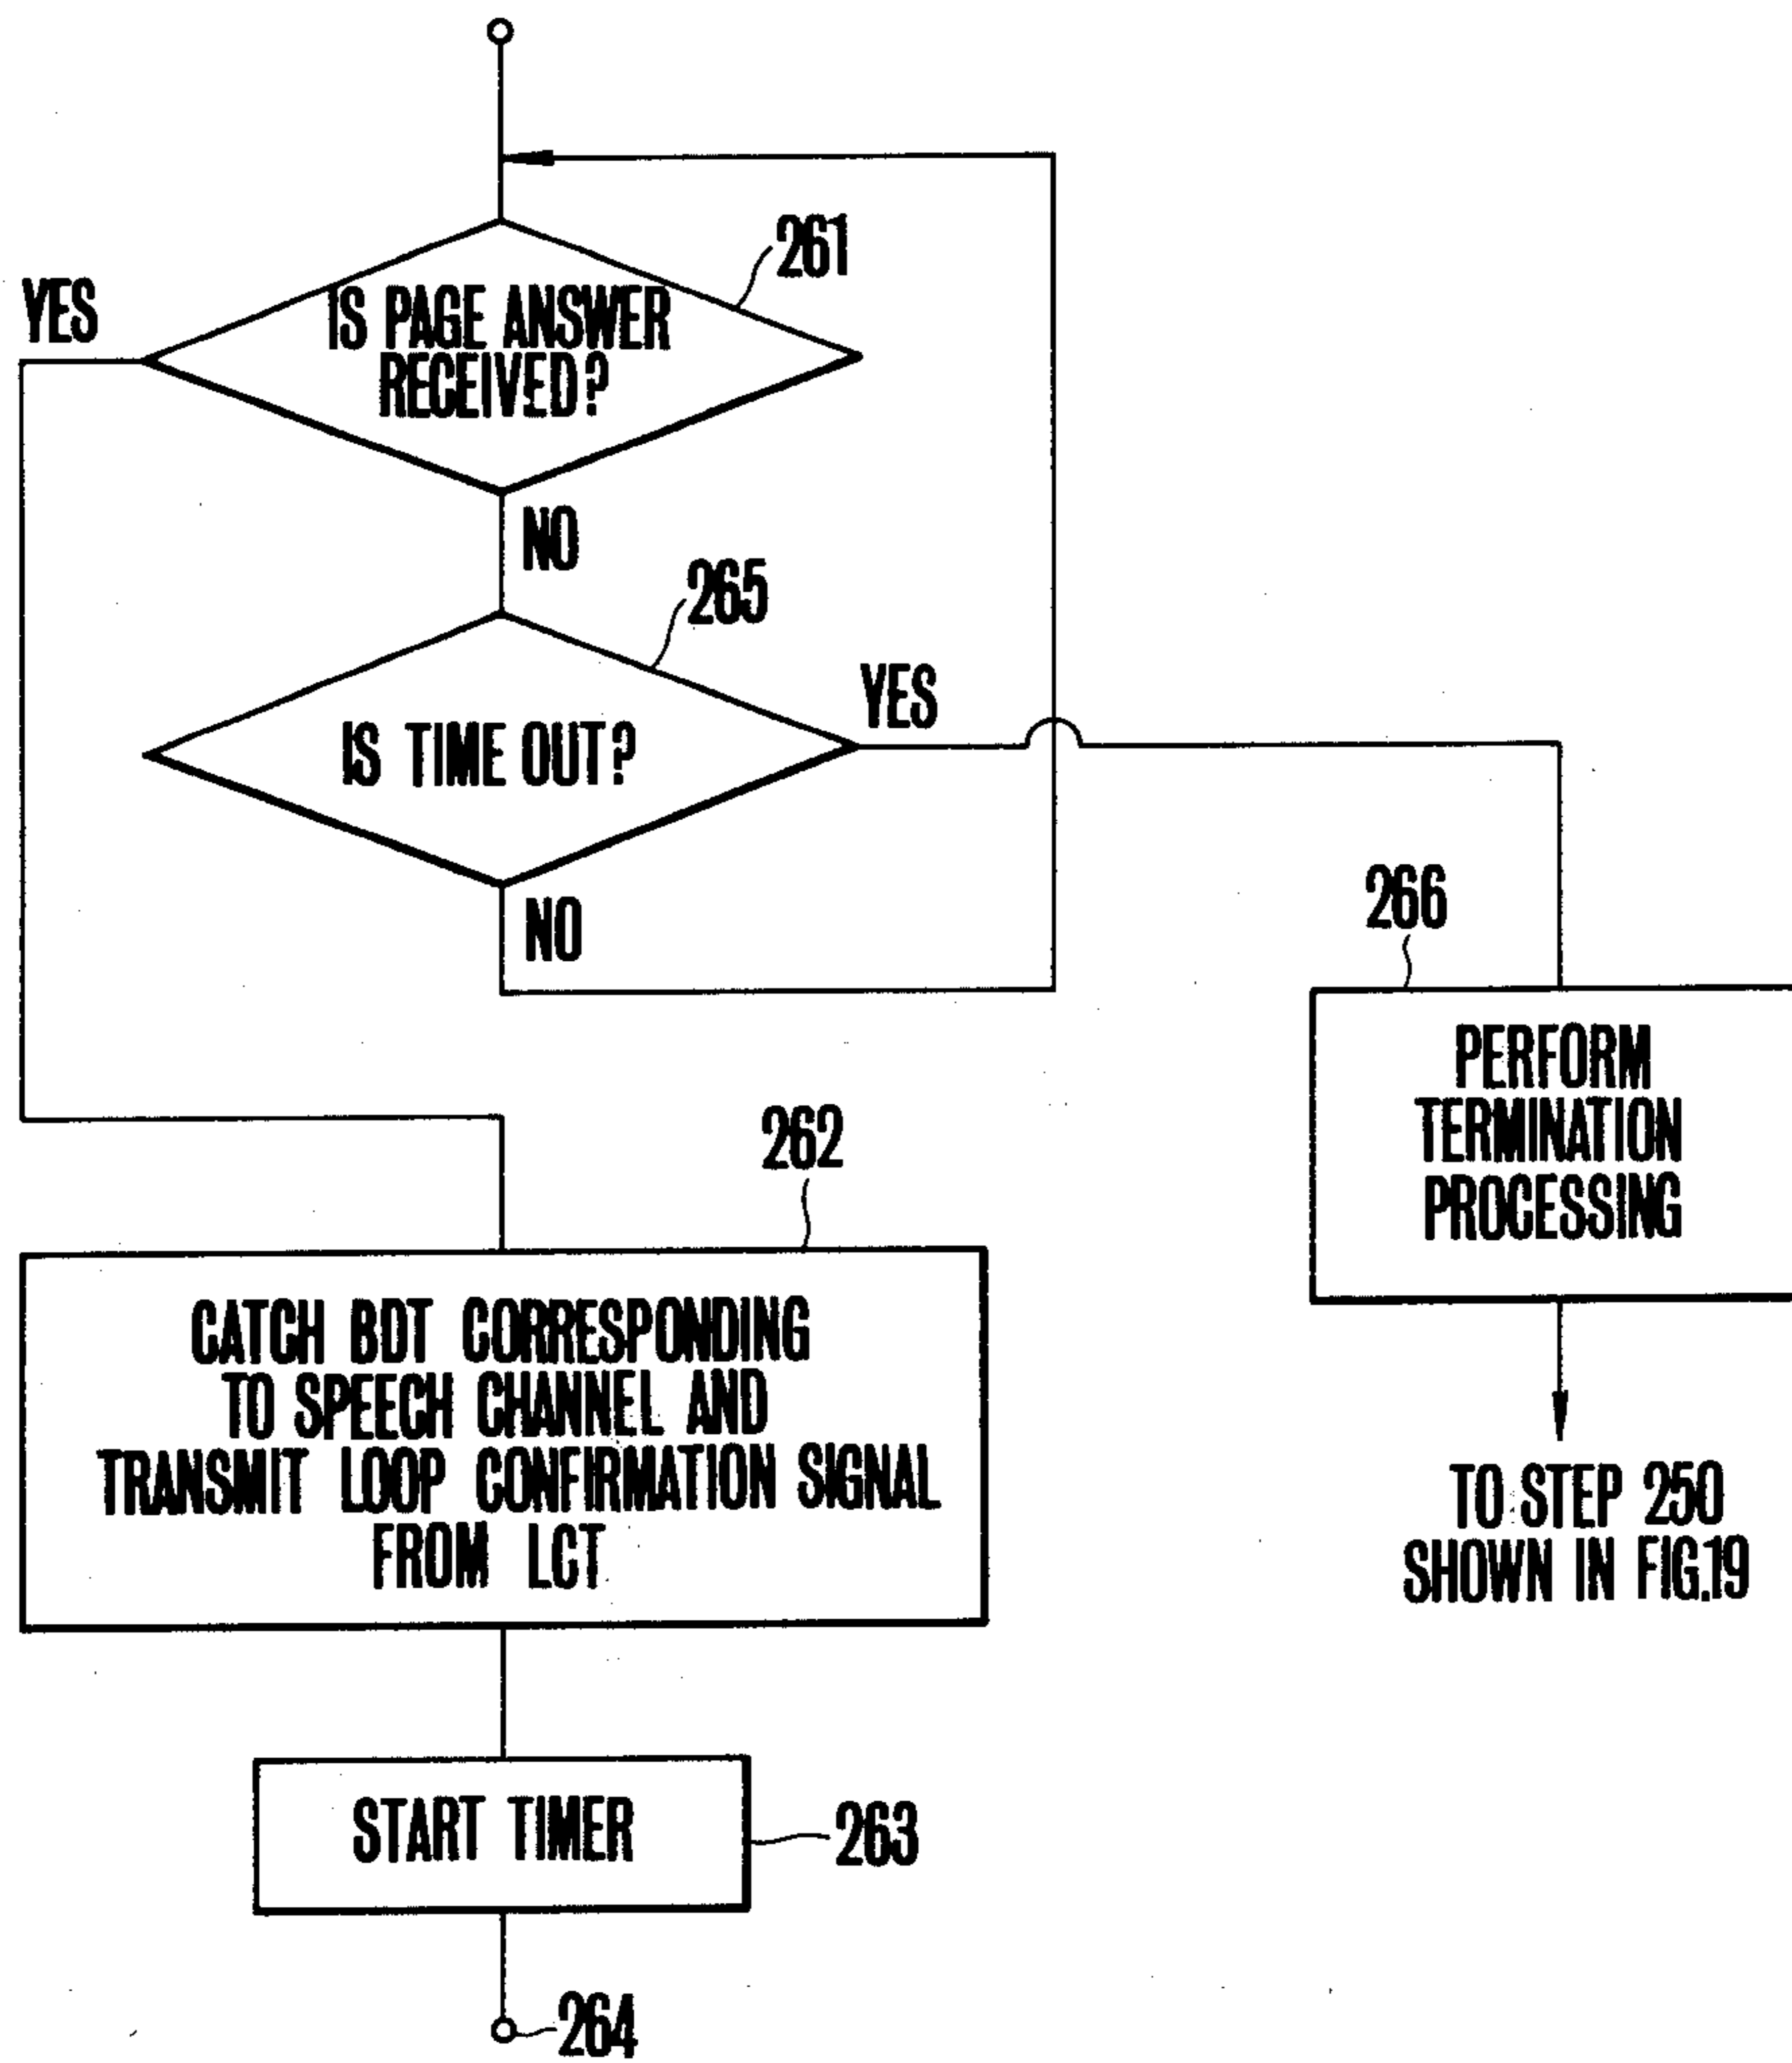 261
YES
IS PAGE ANSWER
RECEIVED?
NO
265
YES
IS TIME OUT?
NO
266
PERFORM
TERMINATION
PROCESSING
TO STEP 250
SHOWN IN FIG.19
262
CATCH BDT CORRESPONDING
TO SPEECH CHANNEL AND
TRANSMIT LOOP CONFIRMATION SIGNAL
FROM LCT
START TIMER
263
264